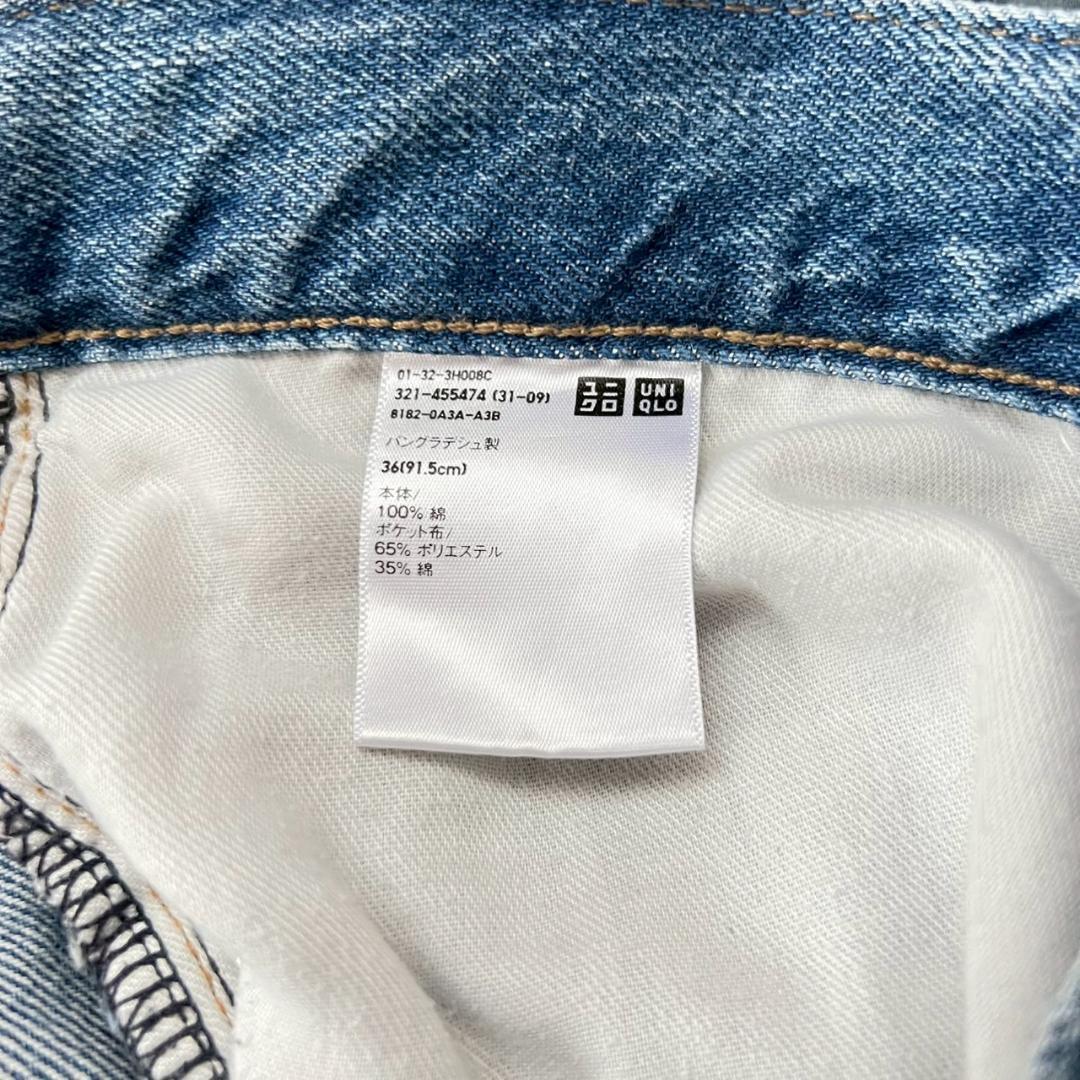 01-32-3H008C
321-455474 (31-09)
8182-0A3A-A3B
ユニ
クロ
UNI
QLO
バングラデシュ製
36(91.5cm)
本体/
100% 綿
ポケット布/
65% ポリエステル
35% 綿